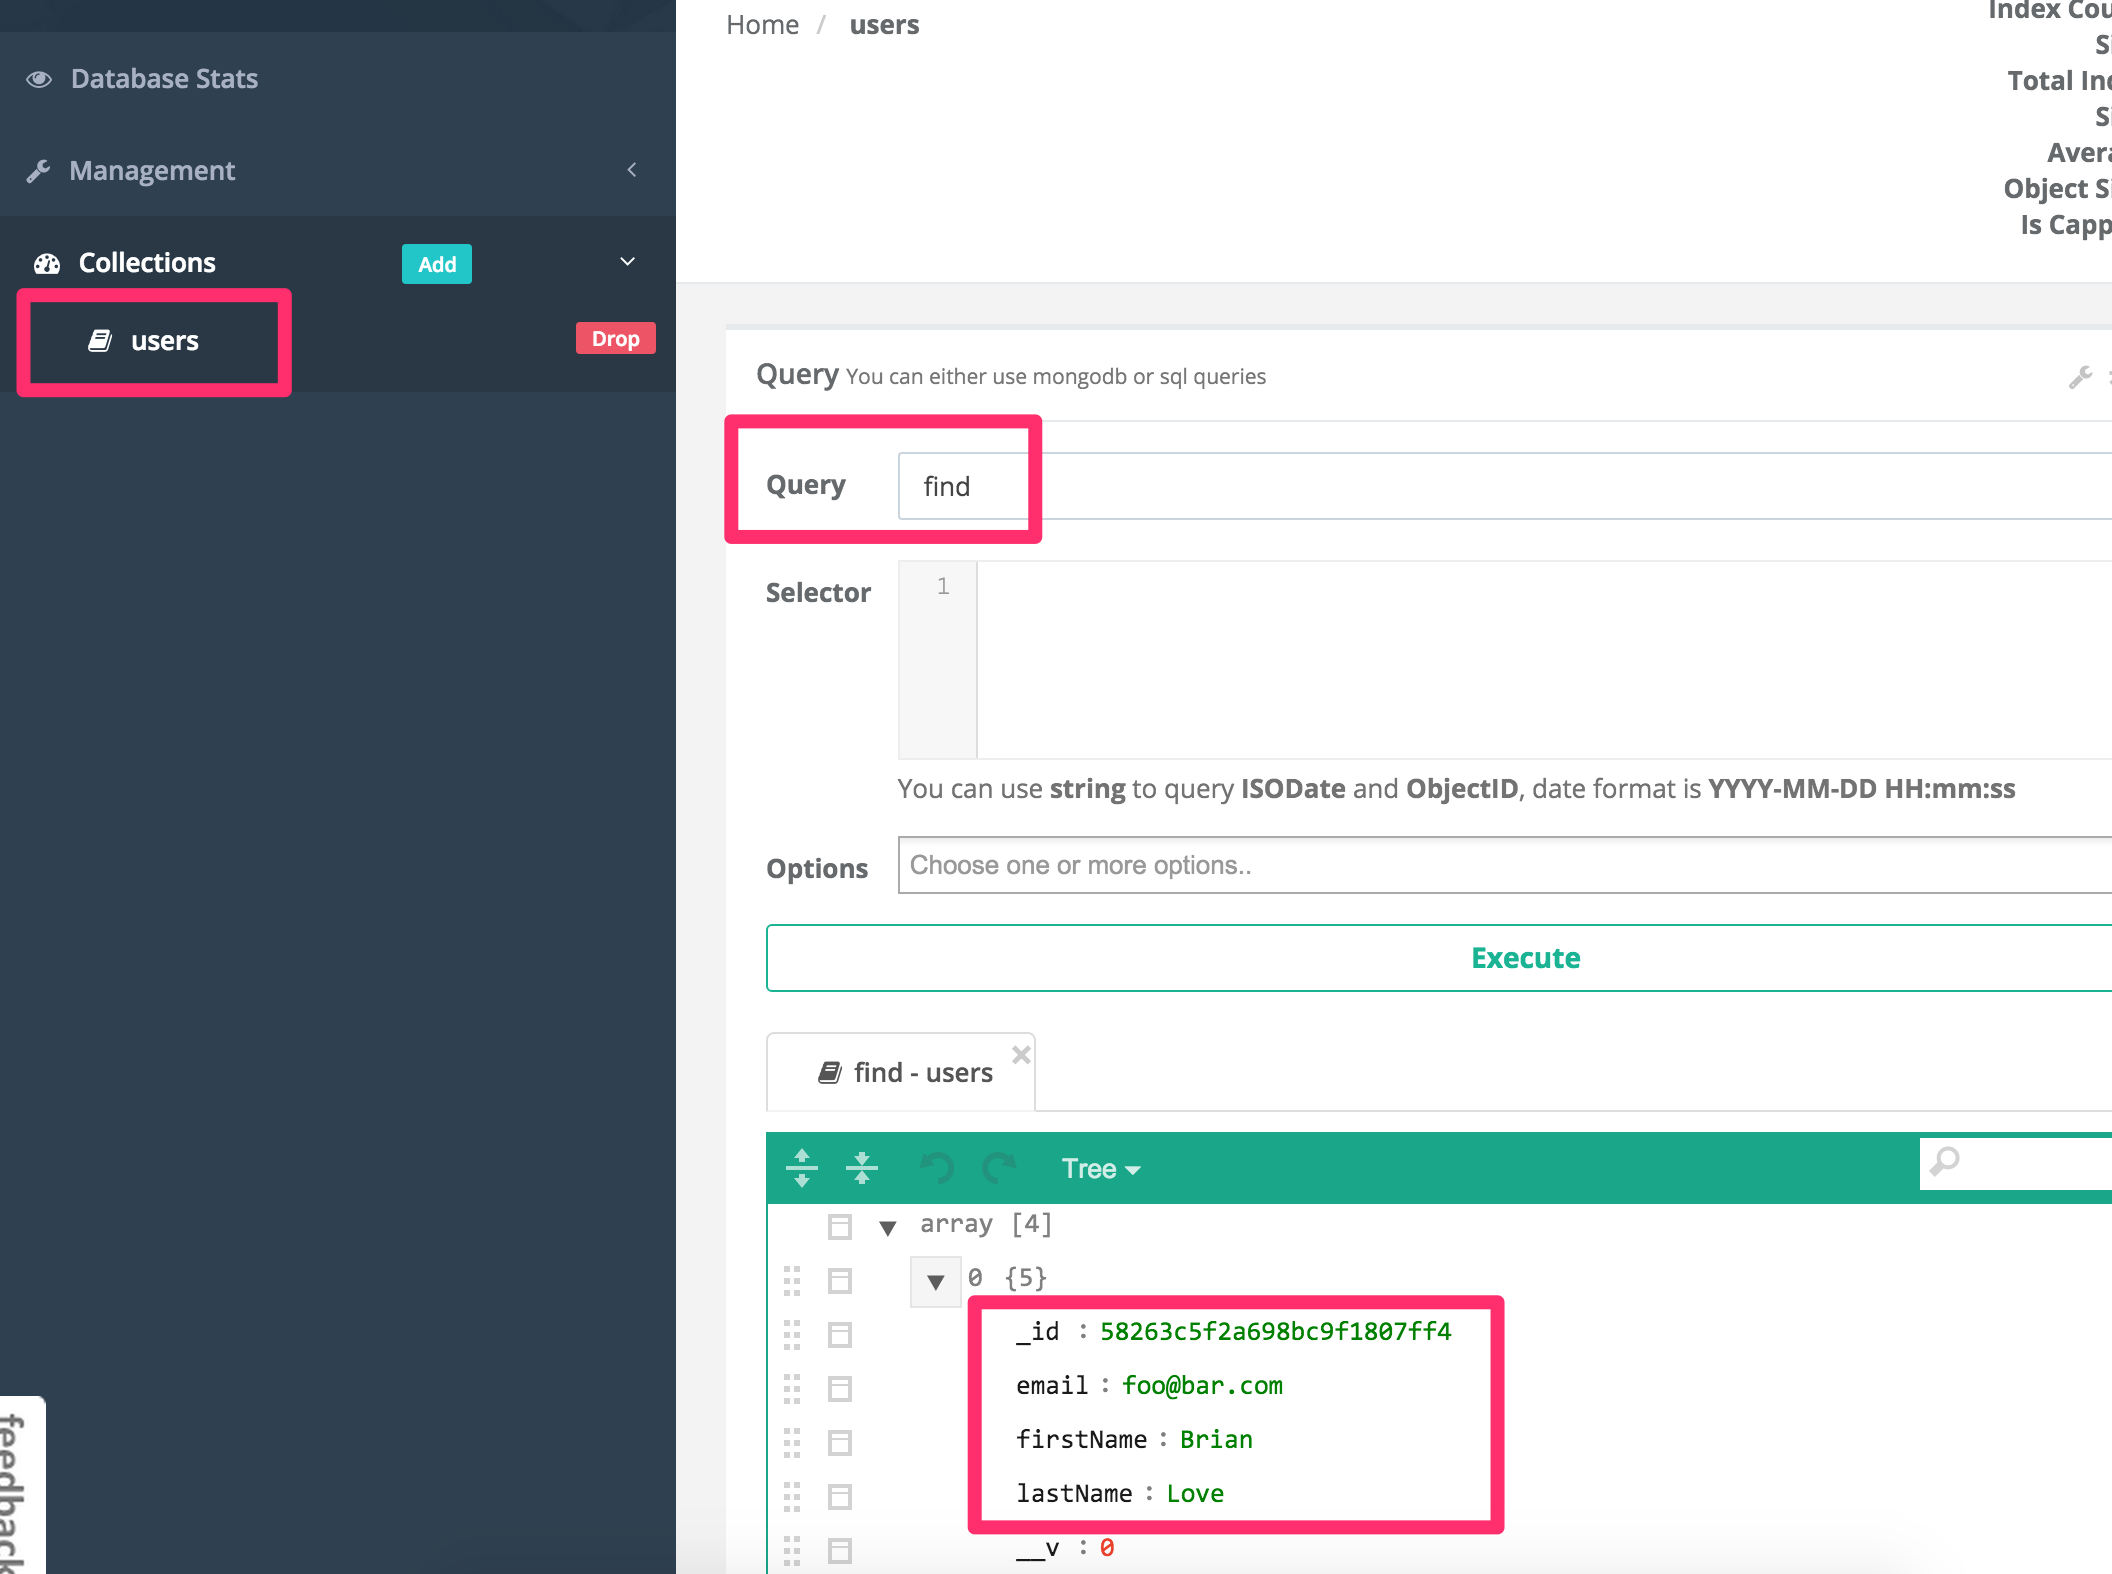 Database Stats
Management
Collections Add
users Drop
Home / users
Index Cou
Si
Total Ind
Si
Avera
Object Si
Is Capp
Query You can either use mongodb or sql queries
Query find
Selector 1
You can use string to query ISODate and ObjectID, date format is YYYY-MM-DD HH:mm:ss
Options Choose one or more options..
Execute
find - users
Tree
array [4]
0 {5}
_id : 58263c5f2a698bc9f1807ff4
email : foo@bar.com
firstName : Brian
lastName : Love
__v : 0
feedback